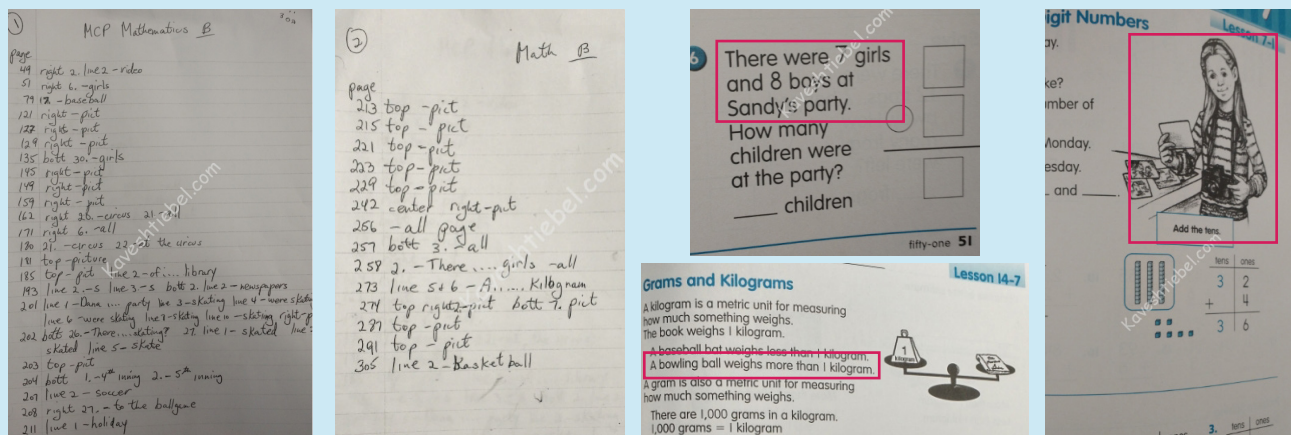 1
MCP Mathematics B
page
49 right 2. line 2 - video
51 right 6. - girls
79 12. - baseball
121 right - pict
127 right - pict
129 right - pict
135 bott 30. - girls
145 right - pict
149 right - pict
159 right - pict
162 right 20. - circus 21. - all
171 right 6. - all
180 21. - circus 22. - at the circus
181 top - picture
185 top - pict line 2 - of.... library
193 line 2. - 5 line 3 - 5 bott 2. line 2 - newspapers
201 line 1 - Dana .... party line 3 - skating line 4 - were skating
line 6 - were skating line 7 - skating line 10 - skating right - p
202 bott 26. - There.....skating? 27. line 1 - skated line
skated line 5 - skate
203 top - pict
204 bott 1. - 4th inning 2. - 5th inning
207 line 2 - soccer
208 right 27. - to the ballgame
211 line 1 - holiday
kaveshtiebel.com
2
Math B
page
213 top - pict
215 top - pict
221 top - pict
223 top - pict
229 top - pict
242 center right - pict
256 - all page
257 bott 3. - all
258 2. - There .... girls - all
273 line 5 + 6 - A...... Kilogram
274 top right - pict bott 7. pict
287 top - pict
291 top - pict
305 line 2 - Basketball
kaveshtiebel.com
6
There were 7 girls
and 8 boys at
Sandy's party.
How many
children were
at the party?
____ children
fifty-one 51
kaveshtiebel.com
Grams and Kilograms
Lesson 14-7
A kilogram is a metric unit for measuring
how much something weighs.
The book weighs 1 kilogram.
A baseball bat weighs less than 1 kilogram.
A bowling ball weighs more than 1 kilogram.
A gram is also a metric unit for measuring
how much something weighs.
There are 1,000 grams in a kilogram.
1,000 grams = 1 kilogram
1
kilogram
igit Numbers
Lesson 7-1
ay.
ke?
mber of
Monday.
esday.
_ and ____.
Add the tens.
tens ones
3 2
+ 4
3 6
3.
tens ones
kaveshtiebel.com